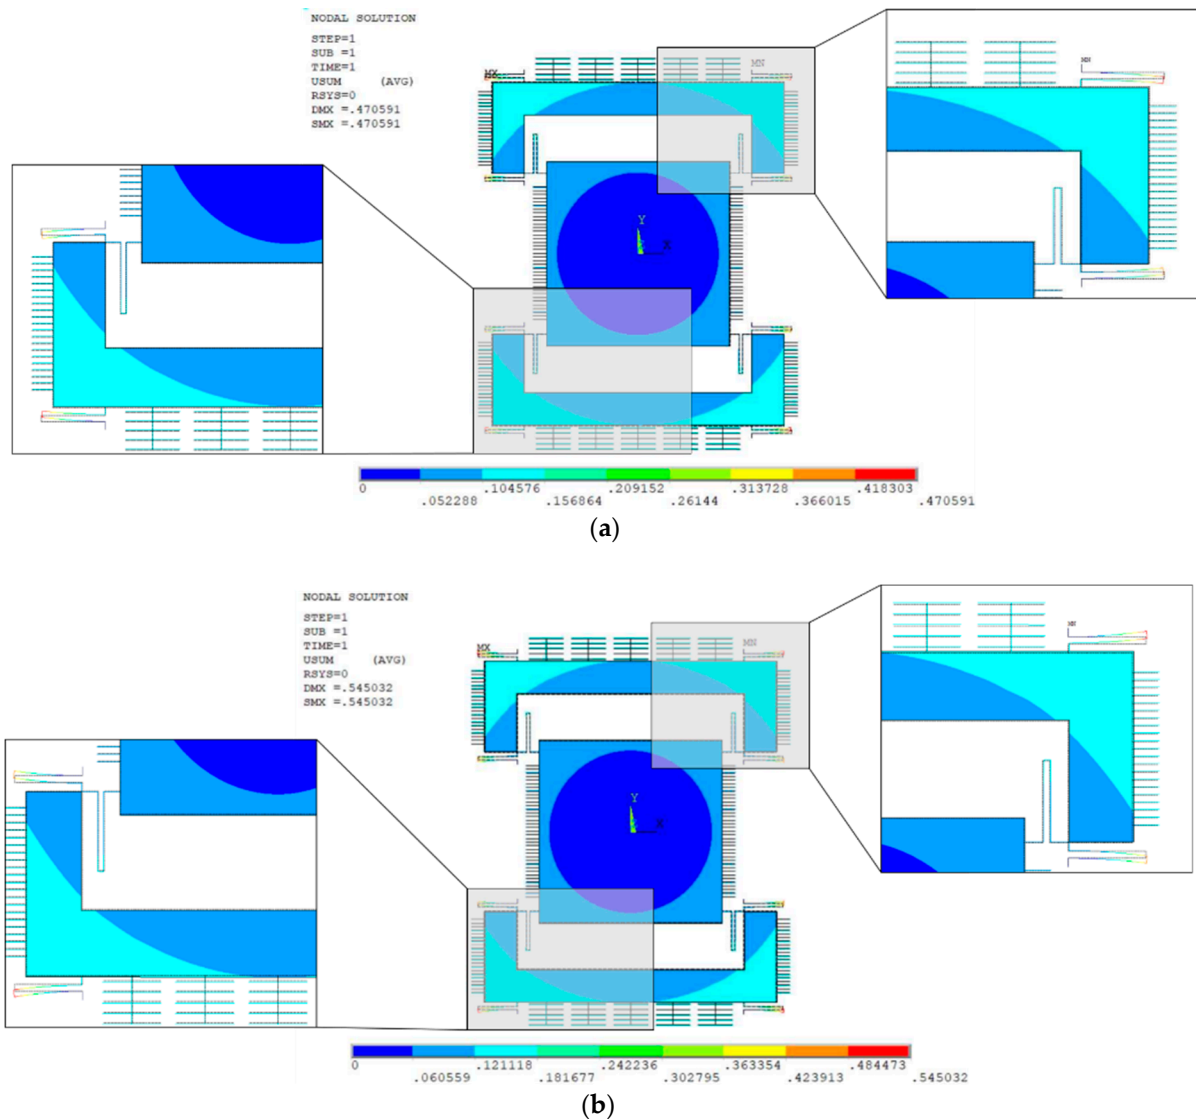 NODAL SOLUTION
STEP=1
SUB =1
TIME=1
USUM (AVG)
RSYS=0
DMX =.470591
SMX =.470591
MX
MN
MN
Y
X
0
.052288
.104576
.156864
.209152
.26144
.313728
.366015
.418303
.470591
(a)
NODAL SOLUTION
STEP=1
SUB =1
TIME=1
USUM (AVG)
RSYS=0
DMX =.545032
SMX =.545032
MX
MN
MN
Y
X
0
.060559
.121118
.181677
.242236
.302795
.363354
.423913
.484473
.545032
(b)